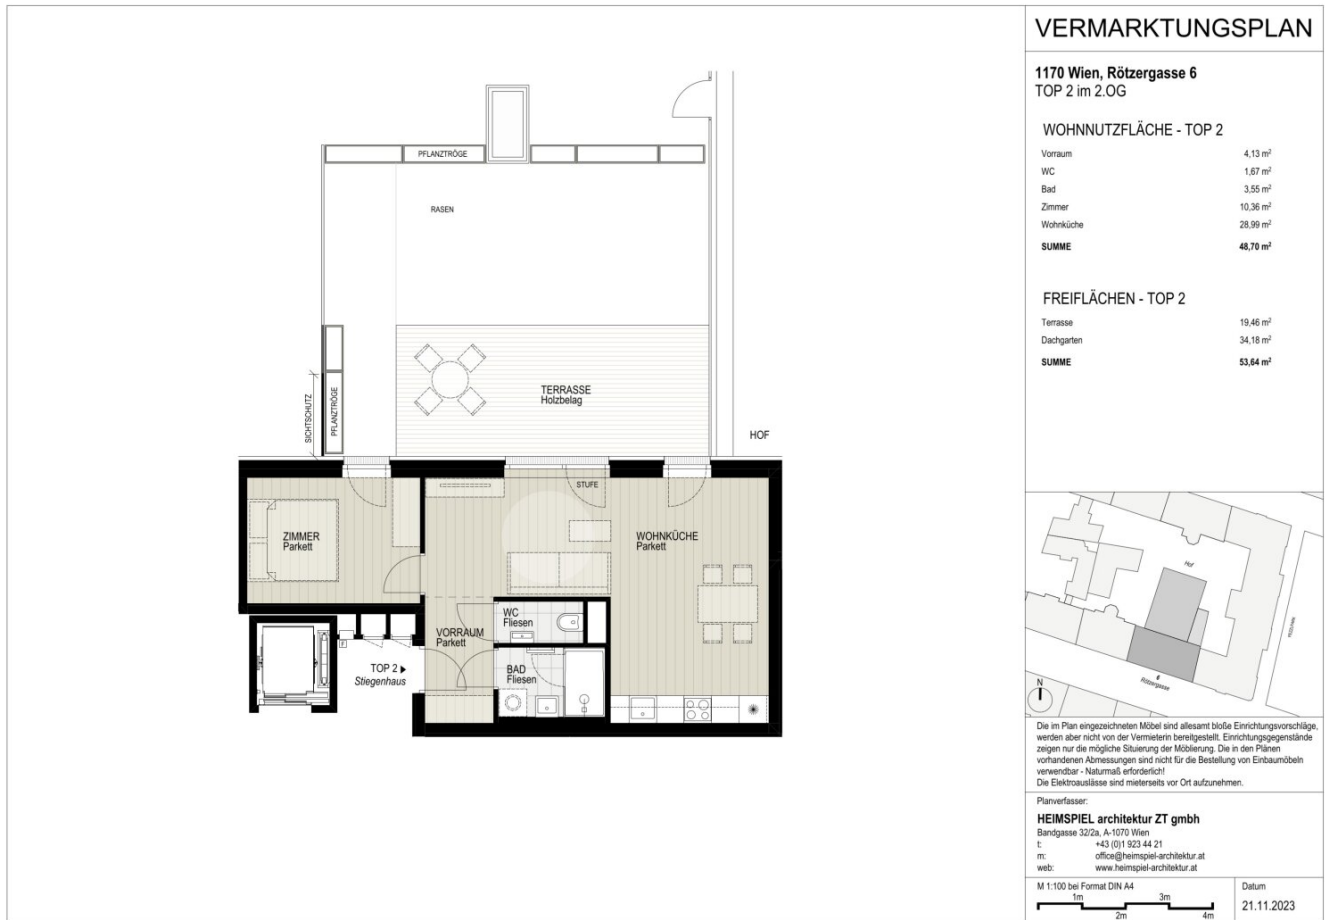 PFLANZTRÖGE
RASEN
SICHTSCHUTZ
PFLANZTRÖGE
TERRASSE
Holzbelag
HOF
STUFE
ZIMMER
Parkett
WOHNKÜCHE
Parkett
WC
Fliesen
VORRAUM
Parkett
TOP 2
Stiegenhaus
BAD
Fliesen
VERMARKTUNGSPLAN
1170 Wien, Rötzergasse 6
TOP 2 im 2.OG
WOHNNUTZFLÄCHE - TOP 2
Vorraum 4,13 m²
WC 1,67 m²
Bad 3,55 m²
Zimmer 10,36 m²
Wohnküche 28,99 m²
SUMME 48,70 m²
FREIFLÄCHEN - TOP 2
Terrasse 19,46 m²
Dachgarten 34,18 m²
SUMME 53,64 m²
Hof
6
Rötzergasse
N
Die im Plan eingezeichneten Möbel sind allesamt bloße Einrichtungsvorschläge,
werden aber nicht von der Vermieterin bereitgestellt. Einrichtungsgegenstände
zeigen nur die mögliche Situierung der Möblierung. Die in den Plänen
vorhandenen Abmessungen sind nicht für die Bestellung von Einbaumöbeln
verwendbar - Naturmaß erforderlich!
Die Elektroauslässe sind mieterseits vor Ort aufzunehmen.
Planverfasser:
HEIMSPIEL architektur ZT gmbh
Bandgasse 32/2a, A-1070 Wien
t: +43 (0)1 923 44 21
m: office@heimspiel-architektur.at
web: www.heimspiel-architektur.at
M 1:100 bei Format DIN A4
1m 3m
2m 4m
Datum
21.11.2023